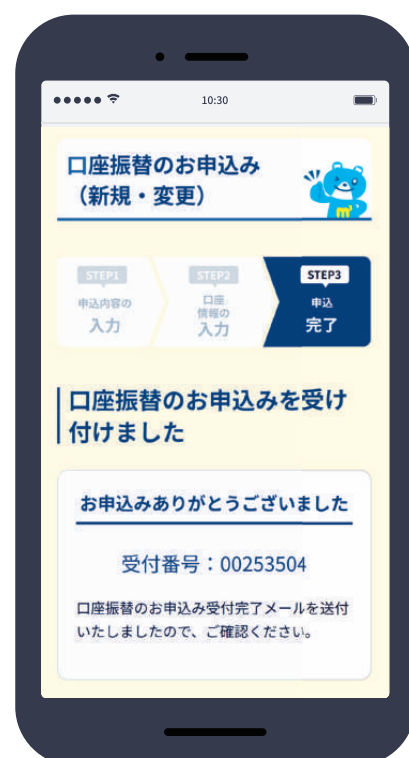 10:30
口座振替のお申込み
（新規・変更）
STEP1
申込内容の
入力
STEP2
口座
情報の
入力
STEP3
申込
完了
口座振替のお申込みを受け
付けました
お申込みありがとうございました
受付番号：00253504
口座振替のお申込み受付完了メールを送付
いたしましたので、ご確認ください。